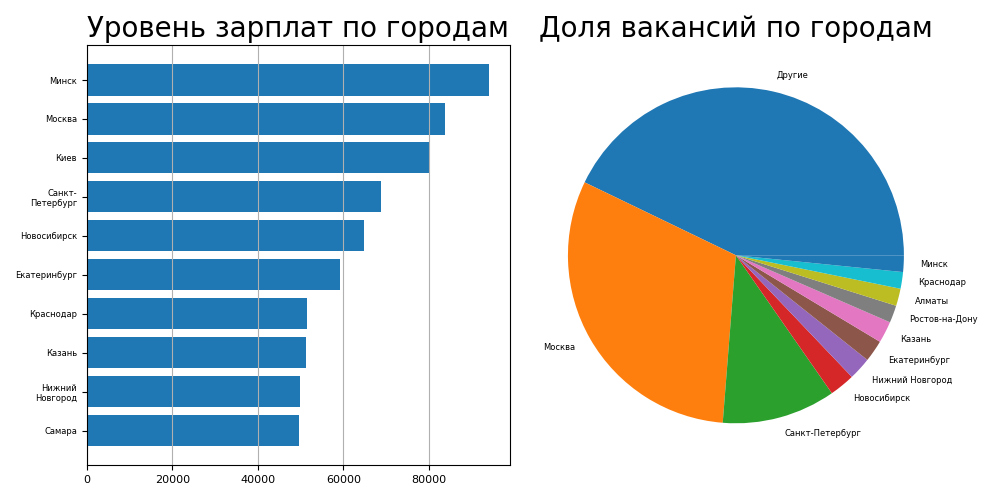 Уровень зарплат по городам
Минск
Москва
Киев
Санкт-
Петербург
Новосибирск
Екатеринбург
Краснодар
Казань
Нижний
Новгород
Самара
0 20000 40000 60000 80000
Доля вакансий по городам
Другие
Москва
Санкт-Петербург
Новосибирск
Нижний Новгород
Екатеринбург
Казань
Ростов-на-Дону
Алматы
Краснодар
Минск